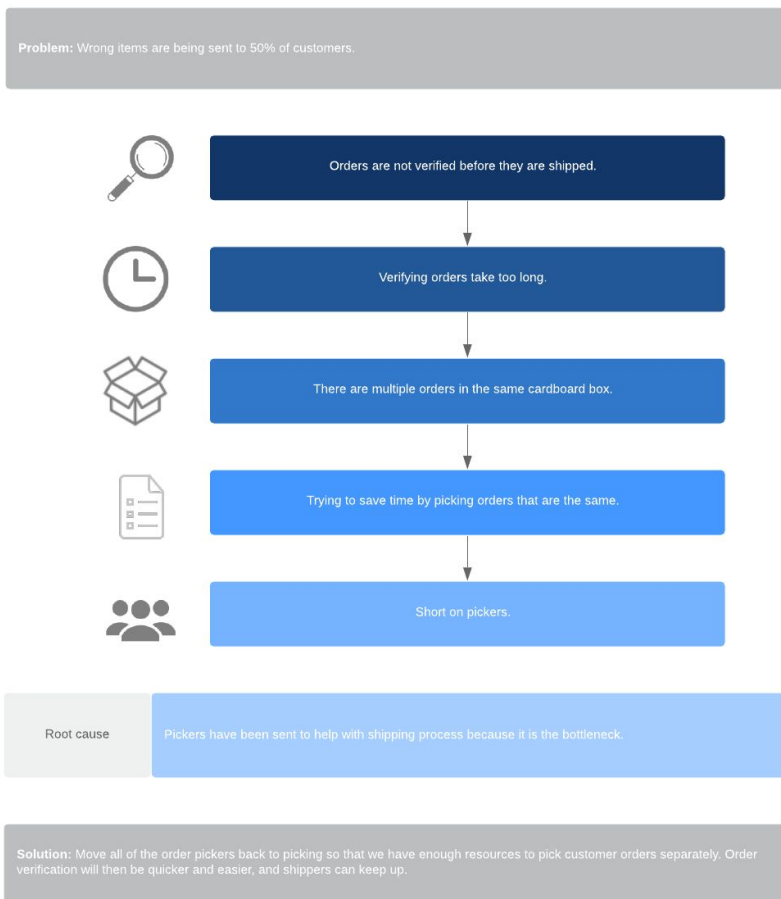 Problem: Wrong items are being sent to 50% of customers.
Orders are not verified before they are shipped.
Verifying orders take too long.
There are multiple orders in the same cardboard box.
Trying to save time by picking orders that are the same.
Short on pickers.
Root cause
Pickers have been sent to help with shipping process because it is the bottleneck.
Solution: Move all of the order pickers back to picking so that we have enough resources to pick customer orders separately. Order
verification will then be quicker and easier, and shippers can keep up.